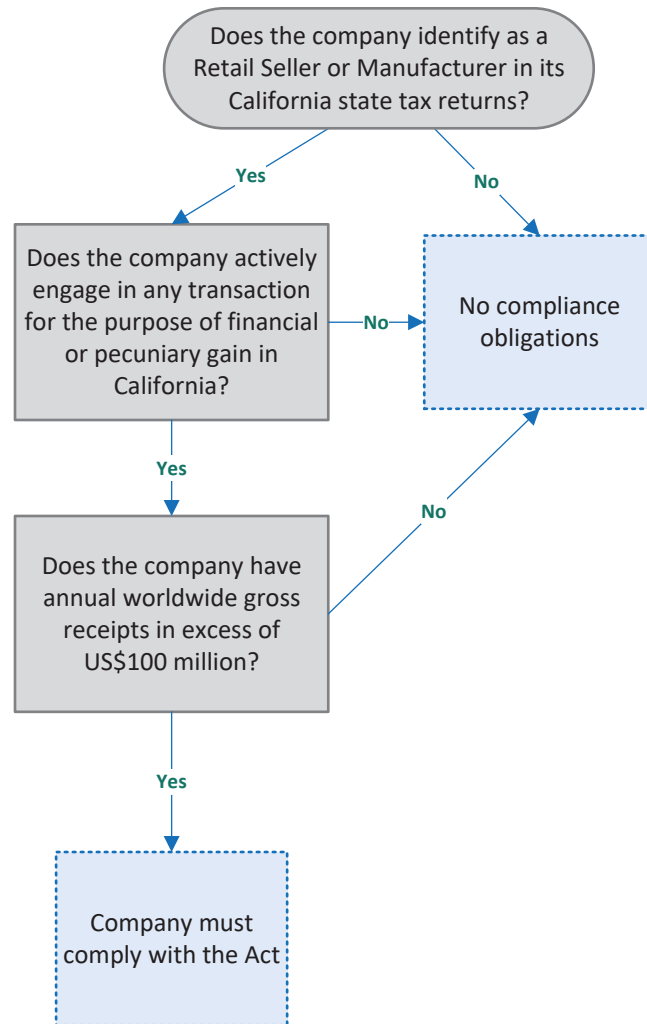 Does the company identify as a
Retail Seller or Manufacturer in its
California state tax returns?
Yes
No
Does the company actively
engage in any transaction
for the purpose of financial
or pecuniary gain in
California?
No
No compliance
obligations
Yes
No
Does the company have
annual worldwide gross
receipts in excess of
US$100 million?
Yes
Company must
comply with the Act